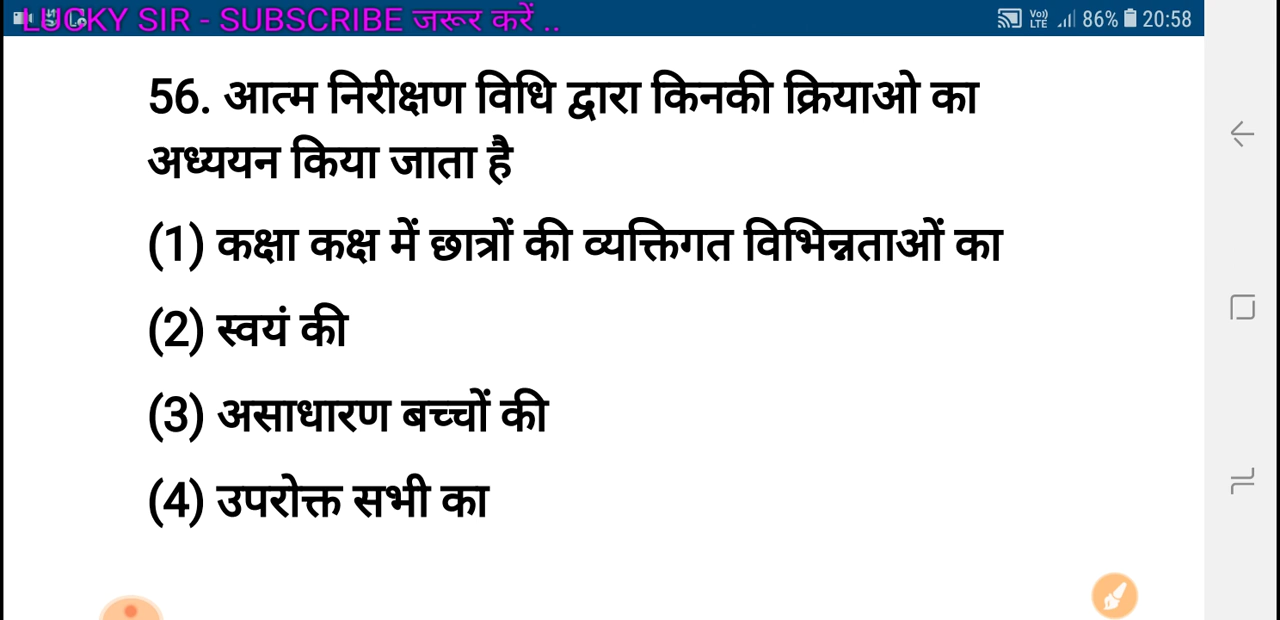 LUCKY SIR - SUBSCRIBE जरूर करें ..
86% 20:58
56. आत्म निरीक्षण विधि द्वारा किनकी क्रियाओ का
अध्ययन किया जाता है
(1) कक्षा कक्ष में छात्रों की व्यक्तिगत विभिन्नताओं का
(2) स्वयं की
(3) असाधारण बच्चों की
(4) उपरोक्त सभी का